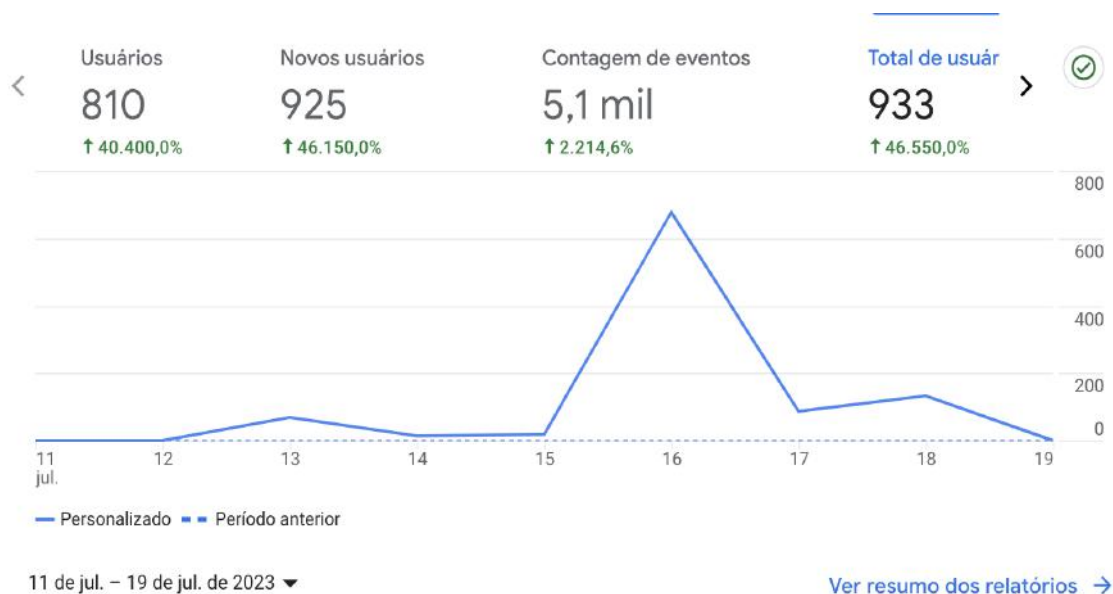 Usuários Novos usuários Contagem de eventos Total de usuár
810 925 5,1 mil 933
↑ 40.400,0% ↑ 46.150,0% ↑ 2.214,6% ↑ 46.550,0%
800
600
400
200
0
11 12 13 14 15 16 17 18 19
jul.
Personalizado Período anterior
11 de jul. – 19 de jul. de 2023
Ver resumo dos relatórios →